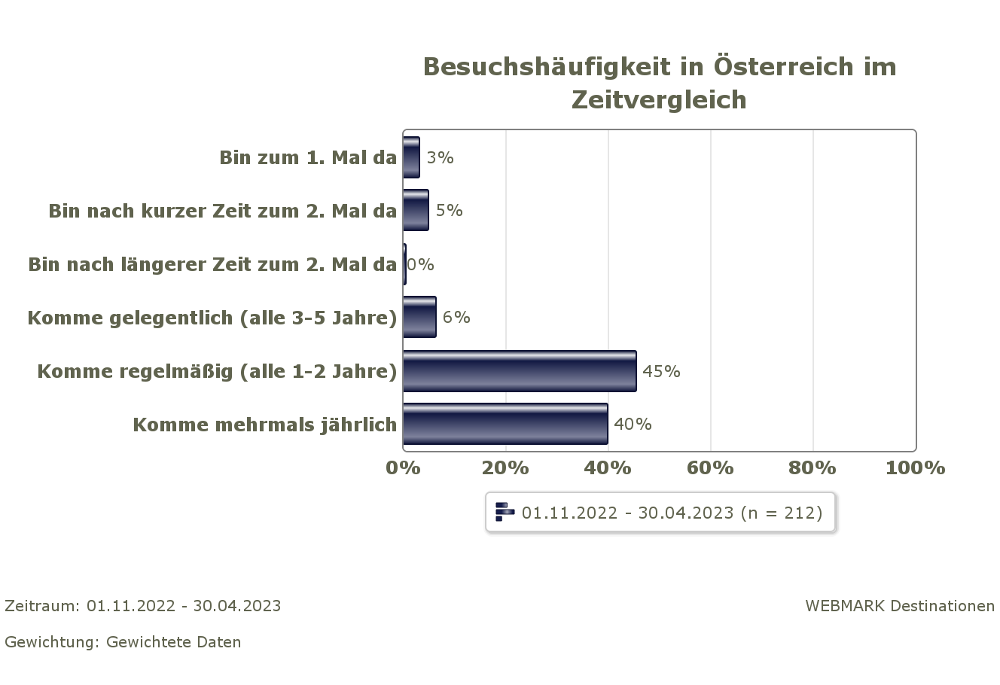 Besuchshäufigkeit in Österreich im
Zeitvergleich
Bin zum 1. Mal da 3%
Bin nach kurzer Zeit zum 2. Mal da 5%
Bin nach längerer Zeit zum 2. Mal da 0%
Komme gelegentlich (alle 3-5 Jahre) 6%
Komme regelmäßig (alle 1-2 Jahre) 45%
Komme mehrmals jährlich 40%
0% 20% 40% 60% 80% 100%
01.11.2022 - 30.04.2023 (n = 212)
Zeitraum: 01.11.2022 - 30.04.2023 WEBMARK Destinationen
Gewichtung: Gewichtete Daten